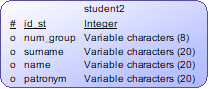 student2
# id_st Integer
o num_group Variable characters (8)
o surname Variable characters (20)
o name Variable characters (20)
o patronym Variable characters (20)